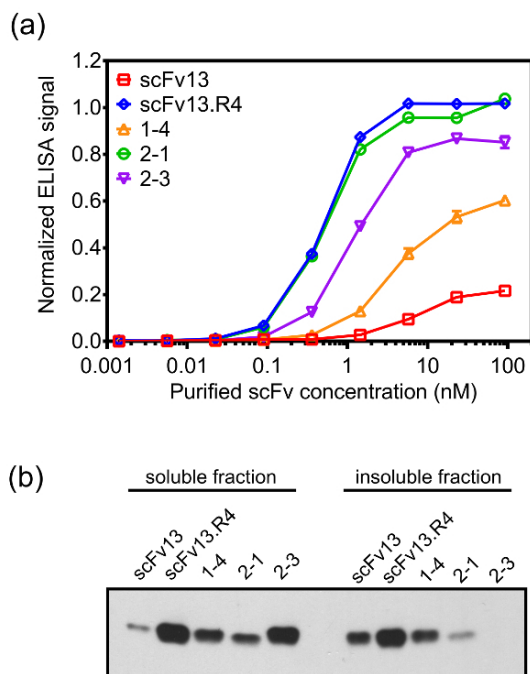 (a)
Normalized ELISA signal
1.2
1.0
0.8
0.6
0.4
0.2
0.0
scFv13
scFv13.R4
1-4
2-1
2-3
0.001 0.01 0.1 1 10 100
Purified scFv concentration (nM)
(b)
soluble fraction insoluble fraction
scFv13 scFv13.R4 1-4 2-1 2-3 scFv13 scFv13.R4 1-4 2-1 2-3